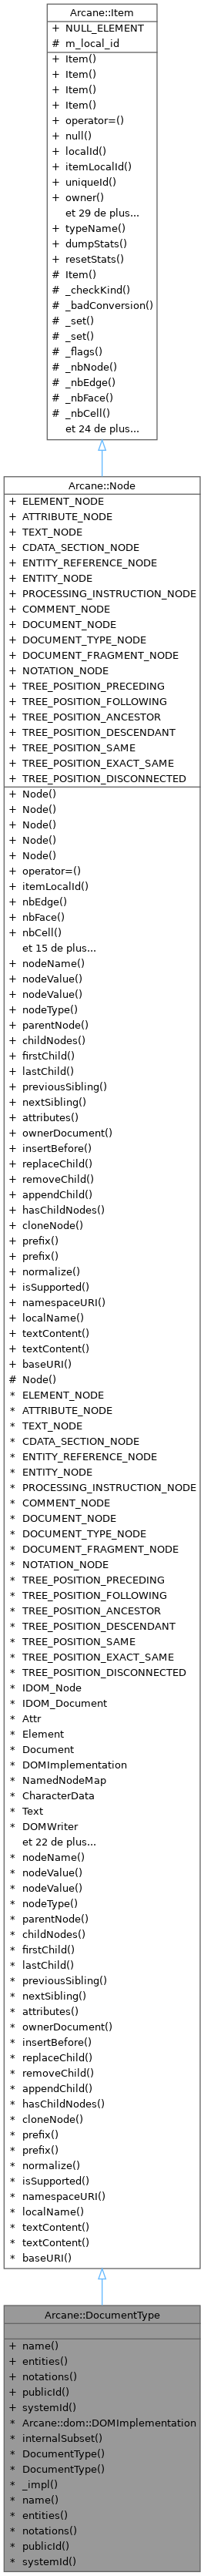 Arcane::Item
+ NULL_ELEMENT
# m_local_id
+ Item()
+ Item()
+ Item()
+ Item()
+ operator=()
+ null()
+ localId()
+ itemLocalId()
+ uniqueId()
+ owner()
et 29 de plus...
+ typeName()
+ dumpStats()
+ resetStats()
# Item()
# _checkKind()
# _badConversion()
# _set()
# _set()
# _flags()
# _nbNode()
# _nbEdge()
# _nbFace()
# _nbCell()
et 24 de plus...
Arcane::Node
+ ELEMENT_NODE
+ ATTRIBUTE_NODE
+ TEXT_NODE
+ CDATA_SECTION_NODE
+ ENTITY_REFERENCE_NODE
+ ENTITY_NODE
+ PROCESSING_INSTRUCTION_NODE
+ COMMENT_NODE
+ DOCUMENT_NODE
+ DOCUMENT_TYPE_NODE
+ DOCUMENT_FRAGMENT_NODE
+ NOTATION_NODE
+ TREE_POSITION_PRECEDING
+ TREE_POSITION_FOLLOWING
+ TREE_POSITION_ANCESTOR
+ TREE_POSITION_DESCENDANT
+ TREE_POSITION_SAME
+ TREE_POSITION_EXACT_SAME
+ TREE_POSITION_DISCONNECTED
+ Node()
+ Node()
+ Node()
+ Node()
+ Node()
+ operator=()
+ itemLocalId()
+ nbEdge()
+ nbFace()
+ nbCell()
et 15 de plus...
+ nodeName()
+ nodeValue()
+ nodeValue()
+ nodeType()
+ parentNode()
+ childNodes()
+ firstChild()
+ lastChild()
+ previousSibling()
+ nextSibling()
+ attributes()
+ ownerDocument()
+ insertBefore()
+ replaceChild()
+ removeChild()
+ appendChild()
+ hasChildNodes()
+ cloneNode()
+ prefix()
+ prefix()
+ normalize()
+ isSupported()
+ namespaceURI()
+ localName()
+ textContent()
+ textContent()
+ baseURI()
# Node()
* ELEMENT_NODE
* ATTRIBUTE_NODE
* TEXT_NODE
* CDATA_SECTION_NODE
* ENTITY_REFERENCE_NODE
* ENTITY_NODE
* PROCESSING_INSTRUCTION_NODE
* COMMENT_NODE
* DOCUMENT_NODE
* DOCUMENT_TYPE_NODE
* DOCUMENT_FRAGMENT_NODE
* NOTATION_NODE
* TREE_POSITION_PRECEDING
* TREE_POSITION_FOLLOWING
* TREE_POSITION_ANCESTOR
* TREE_POSITION_DESCENDANT
* TREE_POSITION_SAME
* TREE_POSITION_EXACT_SAME
* TREE_POSITION_DISCONNECTED
* IDOM_Node
* IDOM_Document
* Attr
* Element
* Document
* DOMImplementation
* NamedNodeMap
* CharacterData
* Text
* DOMWriter
et 22 de plus...
* nodeName()
* nodeValue()
* nodeValue()
* nodeType()
* parentNode()
* childNodes()
* firstChild()
* lastChild()
* previousSibling()
* nextSibling()
* attributes()
* ownerDocument()
* insertBefore()
* replaceChild()
* removeChild()
* appendChild()
* hasChildNodes()
* cloneNode()
* prefix()
* prefix()
* normalize()
* isSupported()
* namespaceURI()
* localName()
* textContent()
* textContent()
* baseURI()
Arcane::DocumentType
+ name()
+ entities()
+ notations()
+ publicId()
+ systemId()
* Arcane::dom::DOMImplementation
* internalSubset()
* DocumentType()
* DocumentType()
* _impl()
* name()
* entities()
* notations()
* publicId()
* systemId()